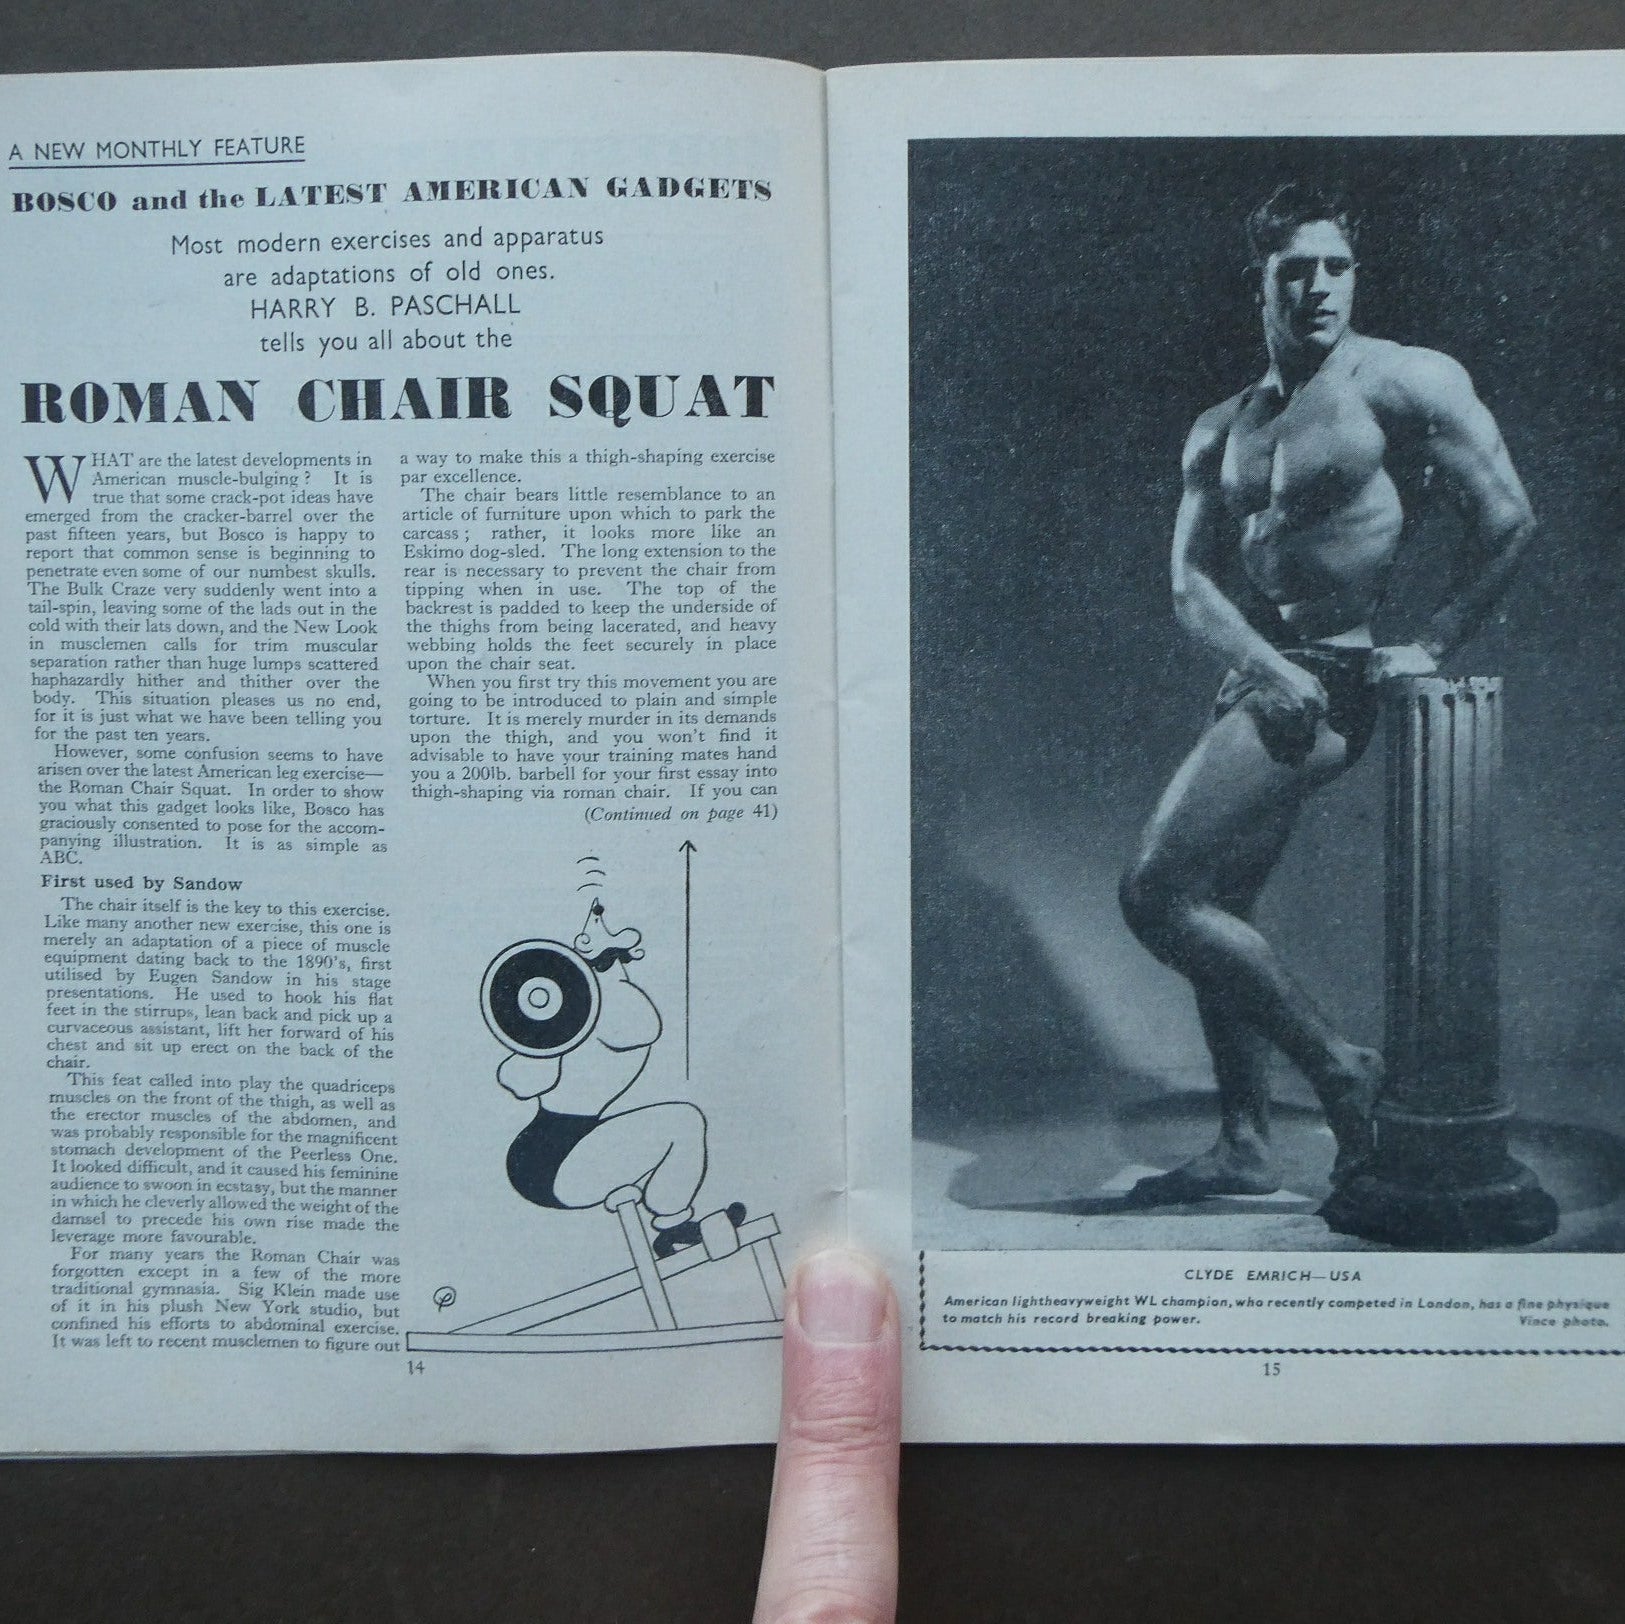 A NEW MONTHLY FEATURE
BOSCO and the LATEST AMERICAN GADGETS
Most modern exercises and apparatus
are adaptations of old ones.
HARRY B. PASCHALL
tells you all about the
ROMAN CHAIR SQUAT
WHAT are the latest developments in
American muscle-bulging? It is
true that some crack-pot ideas have
emerged from the cracker-barrel over the
past fifteen years, but Bosco is happy to
report that common sense is beginning to
penetrate even some of our numbest skulls.
The Bulk Craze very suddenly went into a
tail-spin, leaving some of the lads out in the
cold with their lats down, and the New Look
in musclemen calls for trim muscular
separation rather than huge lumps scattered
haphazardly hither and thither over the
body. This situation pleases us no end,
for it is just what we have been telling you
for the past ten years.
However, some confusion seems to have
arisen over the latest American leg exercise—
the Roman Chair Squat. In order to show
you what this gadget looks like, Bosco has
graciously consented to pose for the accom-
panying illustration. It is as simple as
ABC.
First used by Sandow
The chair itself is the key to this exercise.
Like many another new exercise, this one is
merely an adaptation of a piece of muscle
equipment dating back to the 1890's, first
utilised by Eugen Sandow in his stage
presentations. He used to hook his flat
feet in the stirrups, lean back and pick up a
curvaceous assistant, lift her forward of his
chest and sit up erect on the back of the
chair.
This feat called into play the quadriceps
muscles on the front of the thigh, as well as
the erector muscles of the abdomen, and
was probably responsible for the magnificent
stomach development of the Peerless One.
It looked difficult, and it caused his feminine
audience to swoon in ecstasy, but the manner
in which he cleverly allowed the weight of the
damsel to precede his own rise made the
leverage more favourable.
For many years the Roman Chair was
forgotten except in a few of the more
traditional gymnasia. Sig Klein made use
of it in his plush New York studio, but
confined his efforts to abdominal exercise.
It was left to recent musclemen to figure out
a way to make this a thigh-shaping exercise
par excellence.
The chair bears little resemblance to an
article of furniture upon which to park the
carcass; rather, it looks more like an
Eskimo dog-sled. The long extension to the
rear is necessary to prevent the chair from
tipping when in use. The top of the
backrest is padded to keep the underside of
the thighs from being lacerated, and heavy
webbing holds the feet securely in place
upon the chair seat.
When you first try this movement you are
going to be introduced to plain and simple
torture. It is merely murder in its demands
upon the thigh, and you won't find it
advisable to have your training mates hand
you a 200lb. barbell for your first essay into
thigh-shaping via roman chair. If you can
(Continued on page 41)
14
CLYDE EMRICH—USA
American lightheavyweight WL champion, who recently competed in London, has a fine physique
to match his record breaking power.
Vince photo.
15